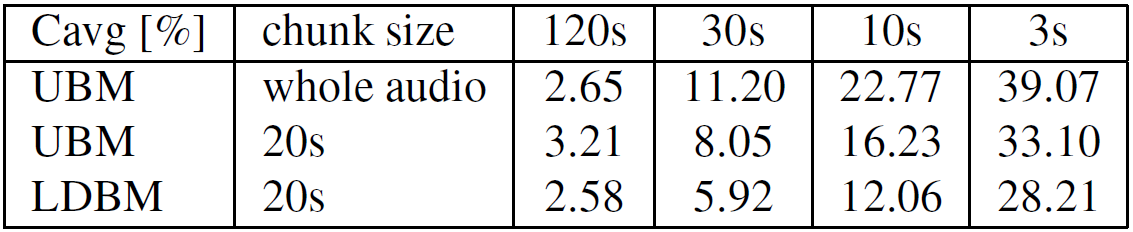 Cavg [%] chunk size 120s 30s 10s 3s
UBM whole audio 2.65 11.20 22.77 39.07
UBM 20s 3.21 8.05 16.23 33.10
LDBM 20s 2.58 5.92 12.06 28.21